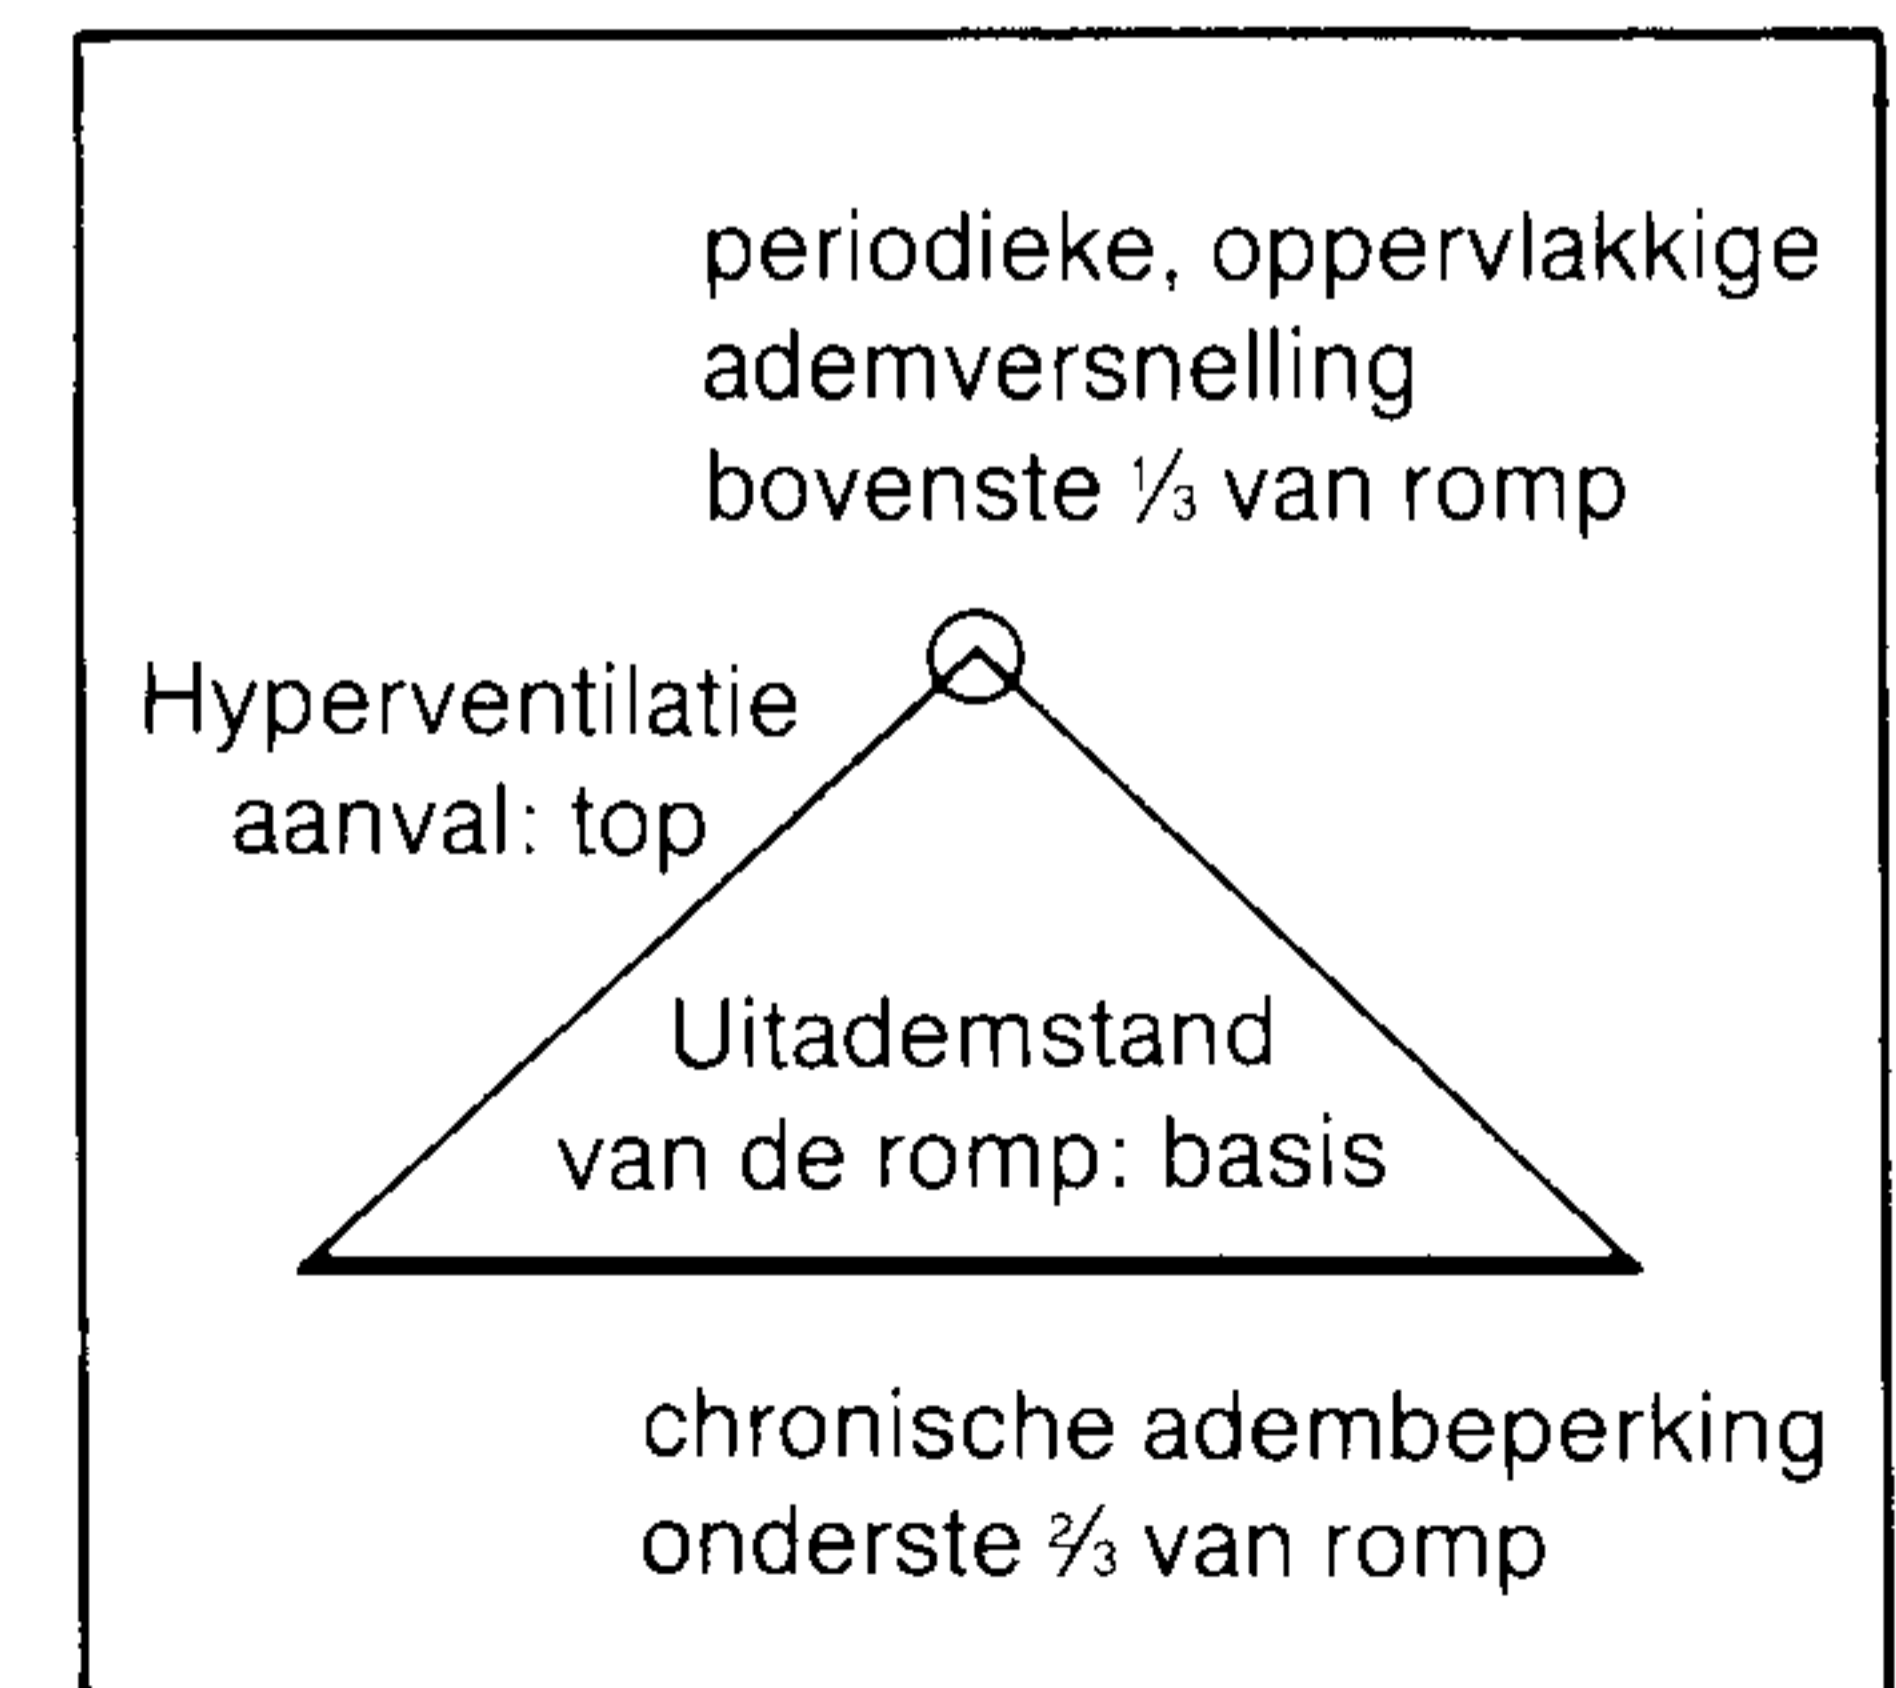 periodieke, oppervlakkige
ademversnelling
bovenste ⅓ van romp
Hyperventilatie
aanval: top
Uitademstand
van de romp: basis
chronische adembeperking
onderste ⅔ van romp